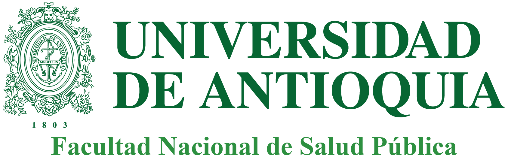 UNIVERSIDAD
DE ANTIOQUIA
1803
Facultad Nacional de Salud Pública